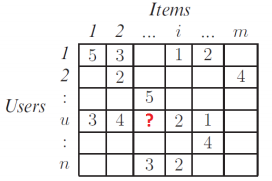 Items
1 2 ... i ... m
1 5 3 1 2
2 2 4
: 5
Users u 3 4 ? 2 1
: 4
n 3 2